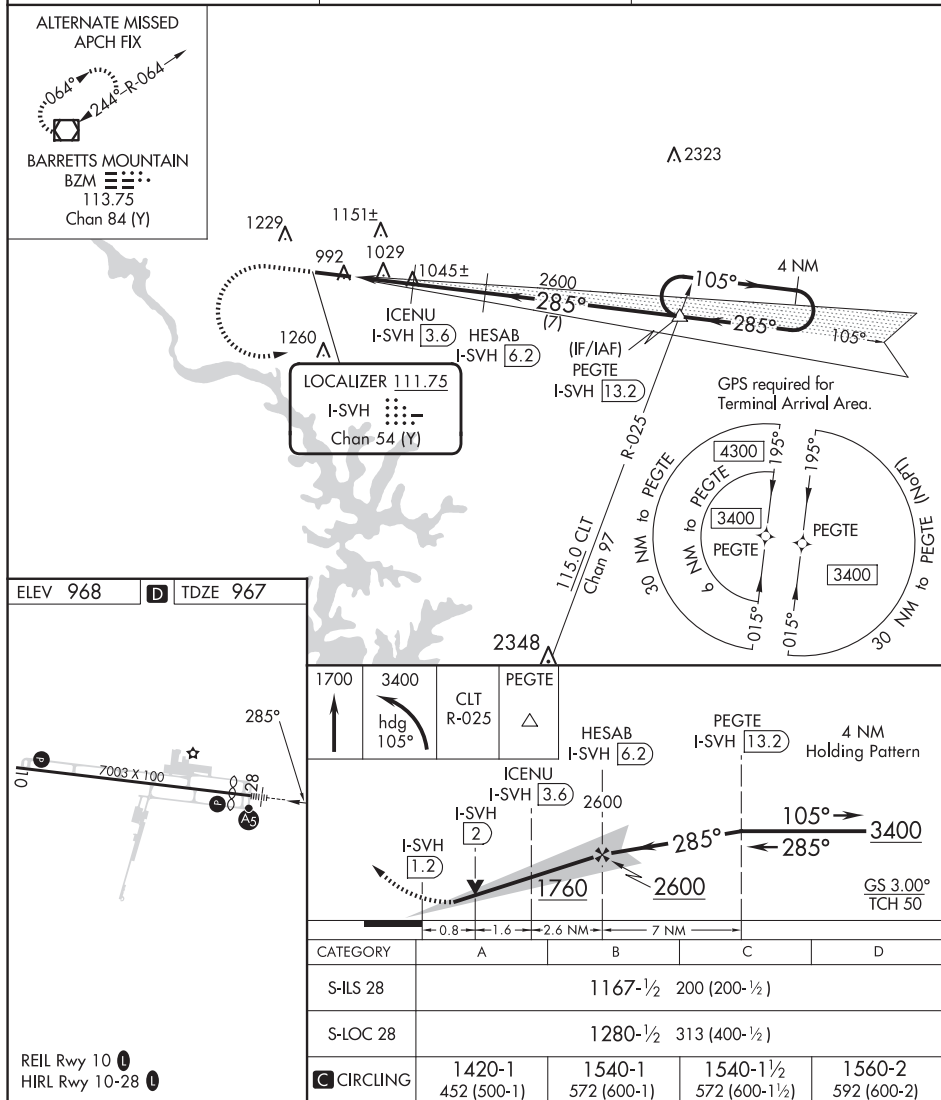 ALTERNATE MISSED
APCH FIX
064°
244°
R-064
BARRETTS MOUNTAIN
BZM
113.75
Chan 84 (Y)
2323
1229
1151±
992
1029
1045±
2600
285°
(7)
105°
4 NM
285°
105°
ICENU
I-SVH 3.6
HESAB
I-SVH 6.2
(IF/IAF)
PEGTE
I-SVH 13.2
1260
LOCALIZER 111.75
I-SVH
Chan 54 (Y)
GPS required for
Terminal Arrival Area.
R-025
115.0 CLT
Chan 97
2348
30 NM to PEGTE
6 NM to PEGTE
4300
195°
3400
PEGTE
015°
195°
PEGTE
3400
015°
30 NM to PEGTE (NoPT)
ELEV 968 D TDZE 967
285°
10
P
7003 X 100
28
P
A5
REIL Rwy 10 L
HIRL Rwy 10-28 L
1700
3400
hdg
105°
CLT
R-025
PEGTE
HESAB
I-SVH 6.2
PEGTE
I-SVH 13.2
4 NM
Holding Pattern
ICENU
I-SVH 3.6
2600
I-SVH
2
I-SVH
1.2
105°
285°
285°
3400
1760
2600
GS 3.00°
TCH 50
0.8 1.6 2.6 NM 7 NM
CATEGORY A B C D
S-ILS 28 1167-½ 200 (200-½)
S-LOC 28 1280-½ 313 (400-½)
C CIRCLING 1420-1 1540-1 1540-1½ 1560-2
452 (500-1) 572 (600-1) 572 (600-1½) 592 (600-2)